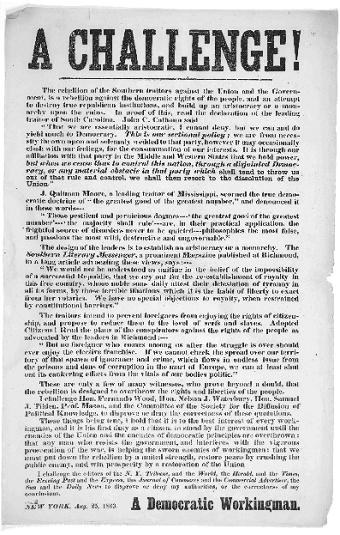 A CHALLENGE!
The rebellion of the Southern traitors against the Union and the Govern-
ment, is a rebellion against the democratic rights of the people, and an attempt
to destroy true republican institutions, and build up an aristocracy or a mon-
archy upon the ruins. In proof of this, read the declaration of the leading
traitor of South Carolina. John C. Calhoun said
"That we are essentially aristocratic, I cannot deny, but we can and do
yield much to Democracy. This is our sectional policy; we are from neces-
sity thrown upon and solemnly wedded to that party, however it may occasionally
clash with our feelings, for the consummation of our interests. It is through our
affiliation with that party in the Middle and Western States that we hold power,
but when we cease thus to control this nation, through a disjointed Democ-
racy, or any material obstacle in that party which shall tend to throw us
out of that rule and control, we shall then resort to the dissolution of the
Union."
J. Quitman Moore, a leading traitor of Mississippi, scorned the true demo-
cratic doctrine of "the greatest good of the greatest number," and denounced it
in these words—
"Those pestilent and pernicious dogmas—'the greatest good of the greatest
number'—'the majority shall rule'—are, in their practical application, the
frightful source of disorders never to be quieted—philosophies the most false,
and passions the most wild, destructive and ungovernable."
The design of the leaders is to establish an aristocracy or a monarchy. The
Southern Literary Messenger, a prominent Magazine published at Richmond,
in a long article advocating these views, says:—
"We would not be understood as uniting in the belief of the impossibility
of a successful Republic, that we cry out for the re-establishment of royalty in
this free country, whose noble sons daily attest their detestation of tyranny in
all its forms, by those terrible libations which it is the habit of liberty to exact
from her votaries. We have no special objections to royalty, when restrained
by constitutional barriers."
The traitors intend to prevent foreigners from enjoying the rights of citizen-
ship, and propose to reduce them to the level of serfs and slaves. Adopted
Citizens! Read the plans of the conspirators against the rights of the people as
advocated by the leaders in Richmond:—
"But no foreigner who comes among us after the struggle is over should
ever enjoy the elective franchise. If we cannot check the spread over our terri-
tory of that spawn of ignorance and crime, which flows in endless issue from
the prisons and dens of corruption in the most of Europe, we can at least shut
out its cankering effects from the vitals of our bodies politic."
These are only a few of many witnesses, who prove beyond a doubt, that
the rebellion is designed to overthrow the rights and liberties of the people.
I challenge Hon. Fernando Wood, Hon. Nelson J. Waterbury, Hon. Samuel
J. Tilden, Prof. Mason, and the Committee of the Society for the Diffusion of
Political Knowledge, to disprove or deny the correctness of these quotations.
These things being true, I hold that it is to the best interest of every work-
ingman, and it is his first duty as a citizen, to stand by the government until the
enemies of the Union and the enemies of democratic principles are overthrown;
that any man who resists the government, and interferes with the vigorous
prosecution of the war, is helping the sworn enemies of workingmen; that we
must put down the rebellion by a united strength, restore peace by crushing the
public enemy, and win prosperity by a restoration of the Union.
I challenge the editors of the N. Y. Tribune, and the World, the Herald, and the Times,
the Evening Post and the Express, the Journal of Commerce and the Commercial Advertiser, the
Sun and the Daily News to disprove or deny my authorities, or the correctness of my
conclusions.
A Democratic Workingman.
NEW YORK, Aug. 25, 1863.